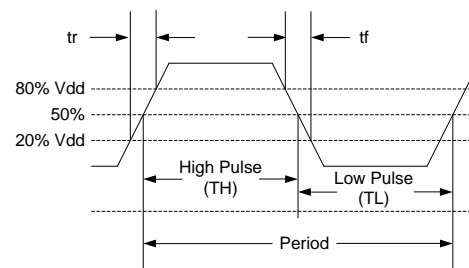 tr
tf
80% Vdd
50%
20% Vdd
High Pulse
(TH)
Low Pulse
(TL)
Period